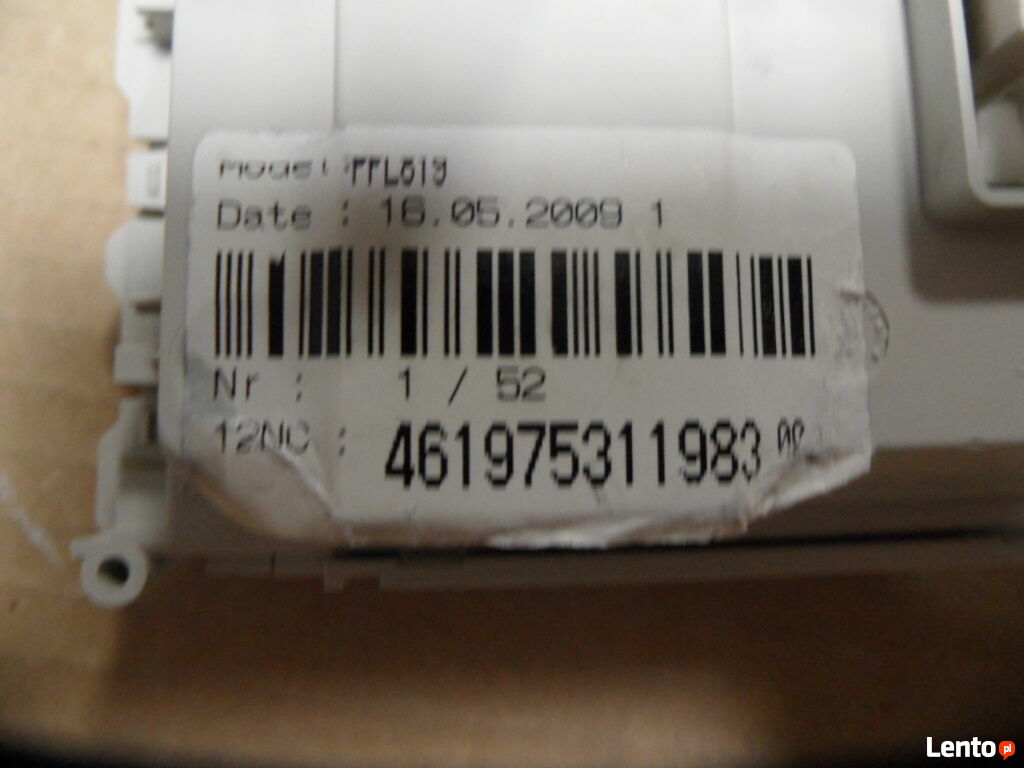 Date : 16.05.2009 1
Nr : 1 / 52
12NC : 461975311983
Lento pl